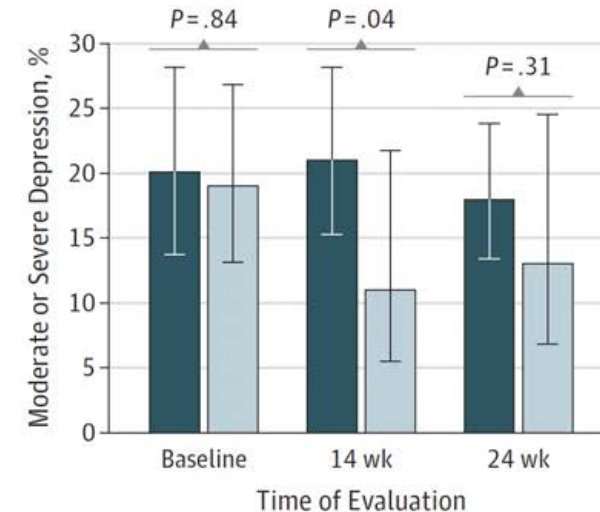 P=.84
P=.04
P=.31
Moderate or Severe Depression, %
30
25
20
15
10
5
0
Baseline
14 wk
24 wk
Time of Evaluation